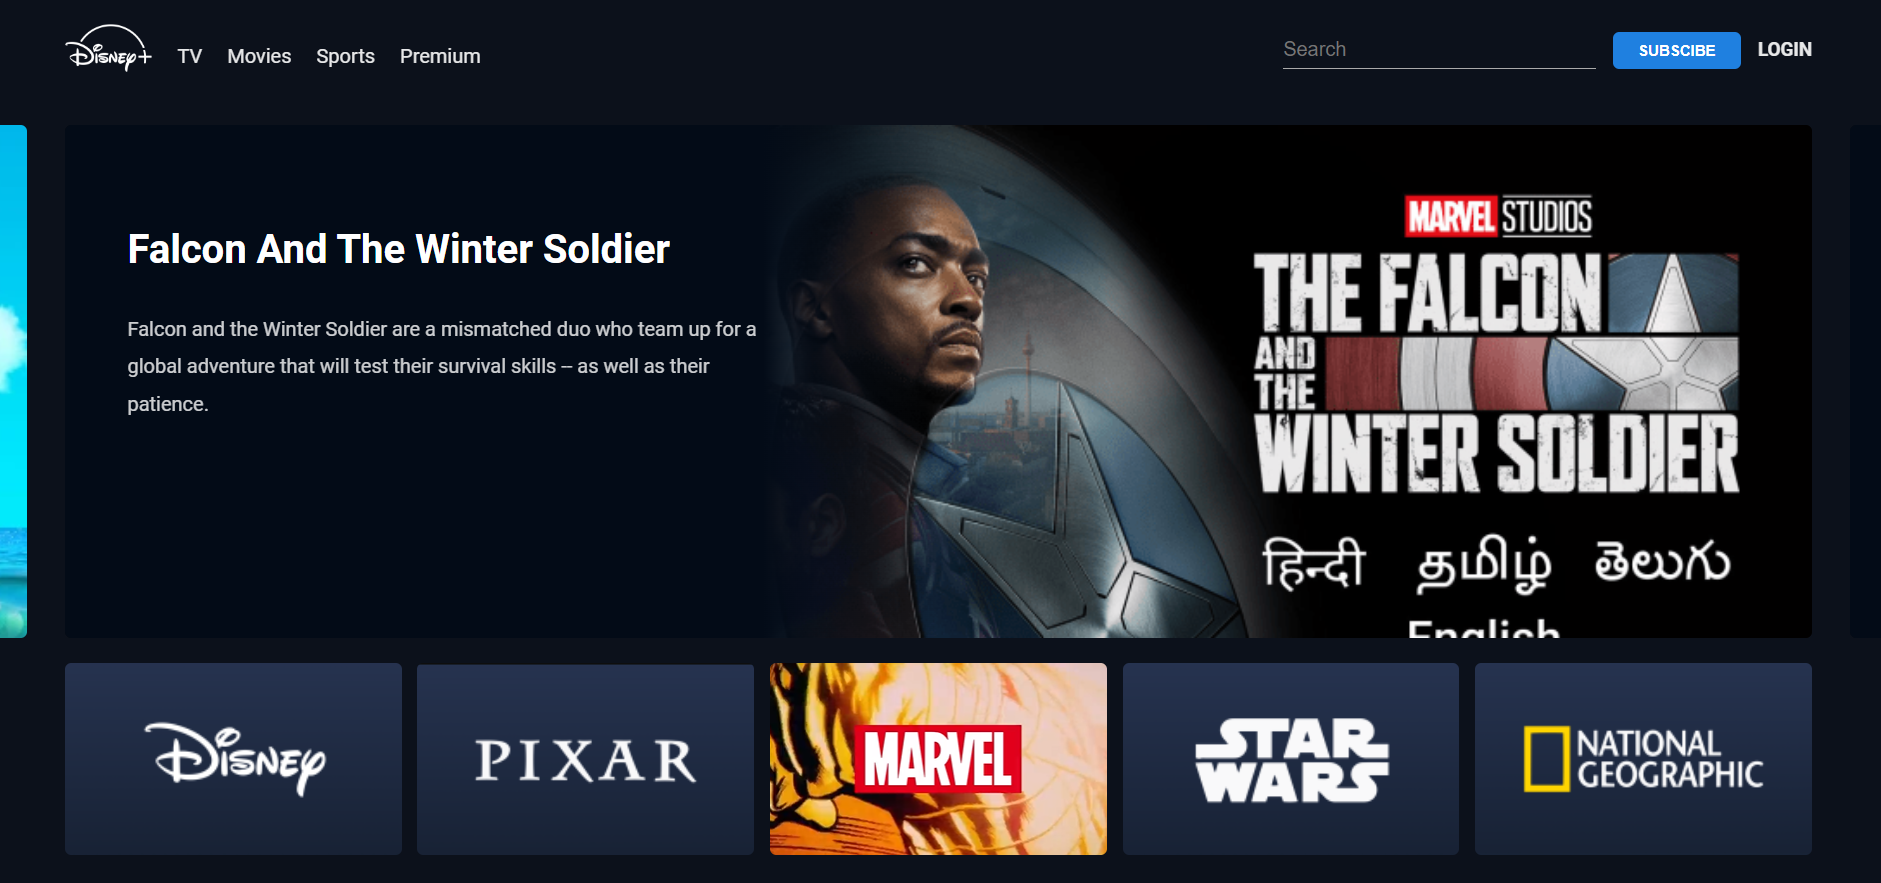 Disney+ TV Movies Sports Premium
Search SUBSCIBE LOGIN
Falcon And The Winter Soldier
Falcon and the Winter Soldier are a mismatched duo who team up for a
global adventure that will test their survival skills -- as well as their
patience.
MARVEL STUDIOS
THE FALCON
AND
THE
WINTER SOLDIER
हिन्दी தமிழ் తెలుగు
English
Disney
PIXAR
MARVEL
STAR
WARS
NATIONAL
GEOGRAPHIC